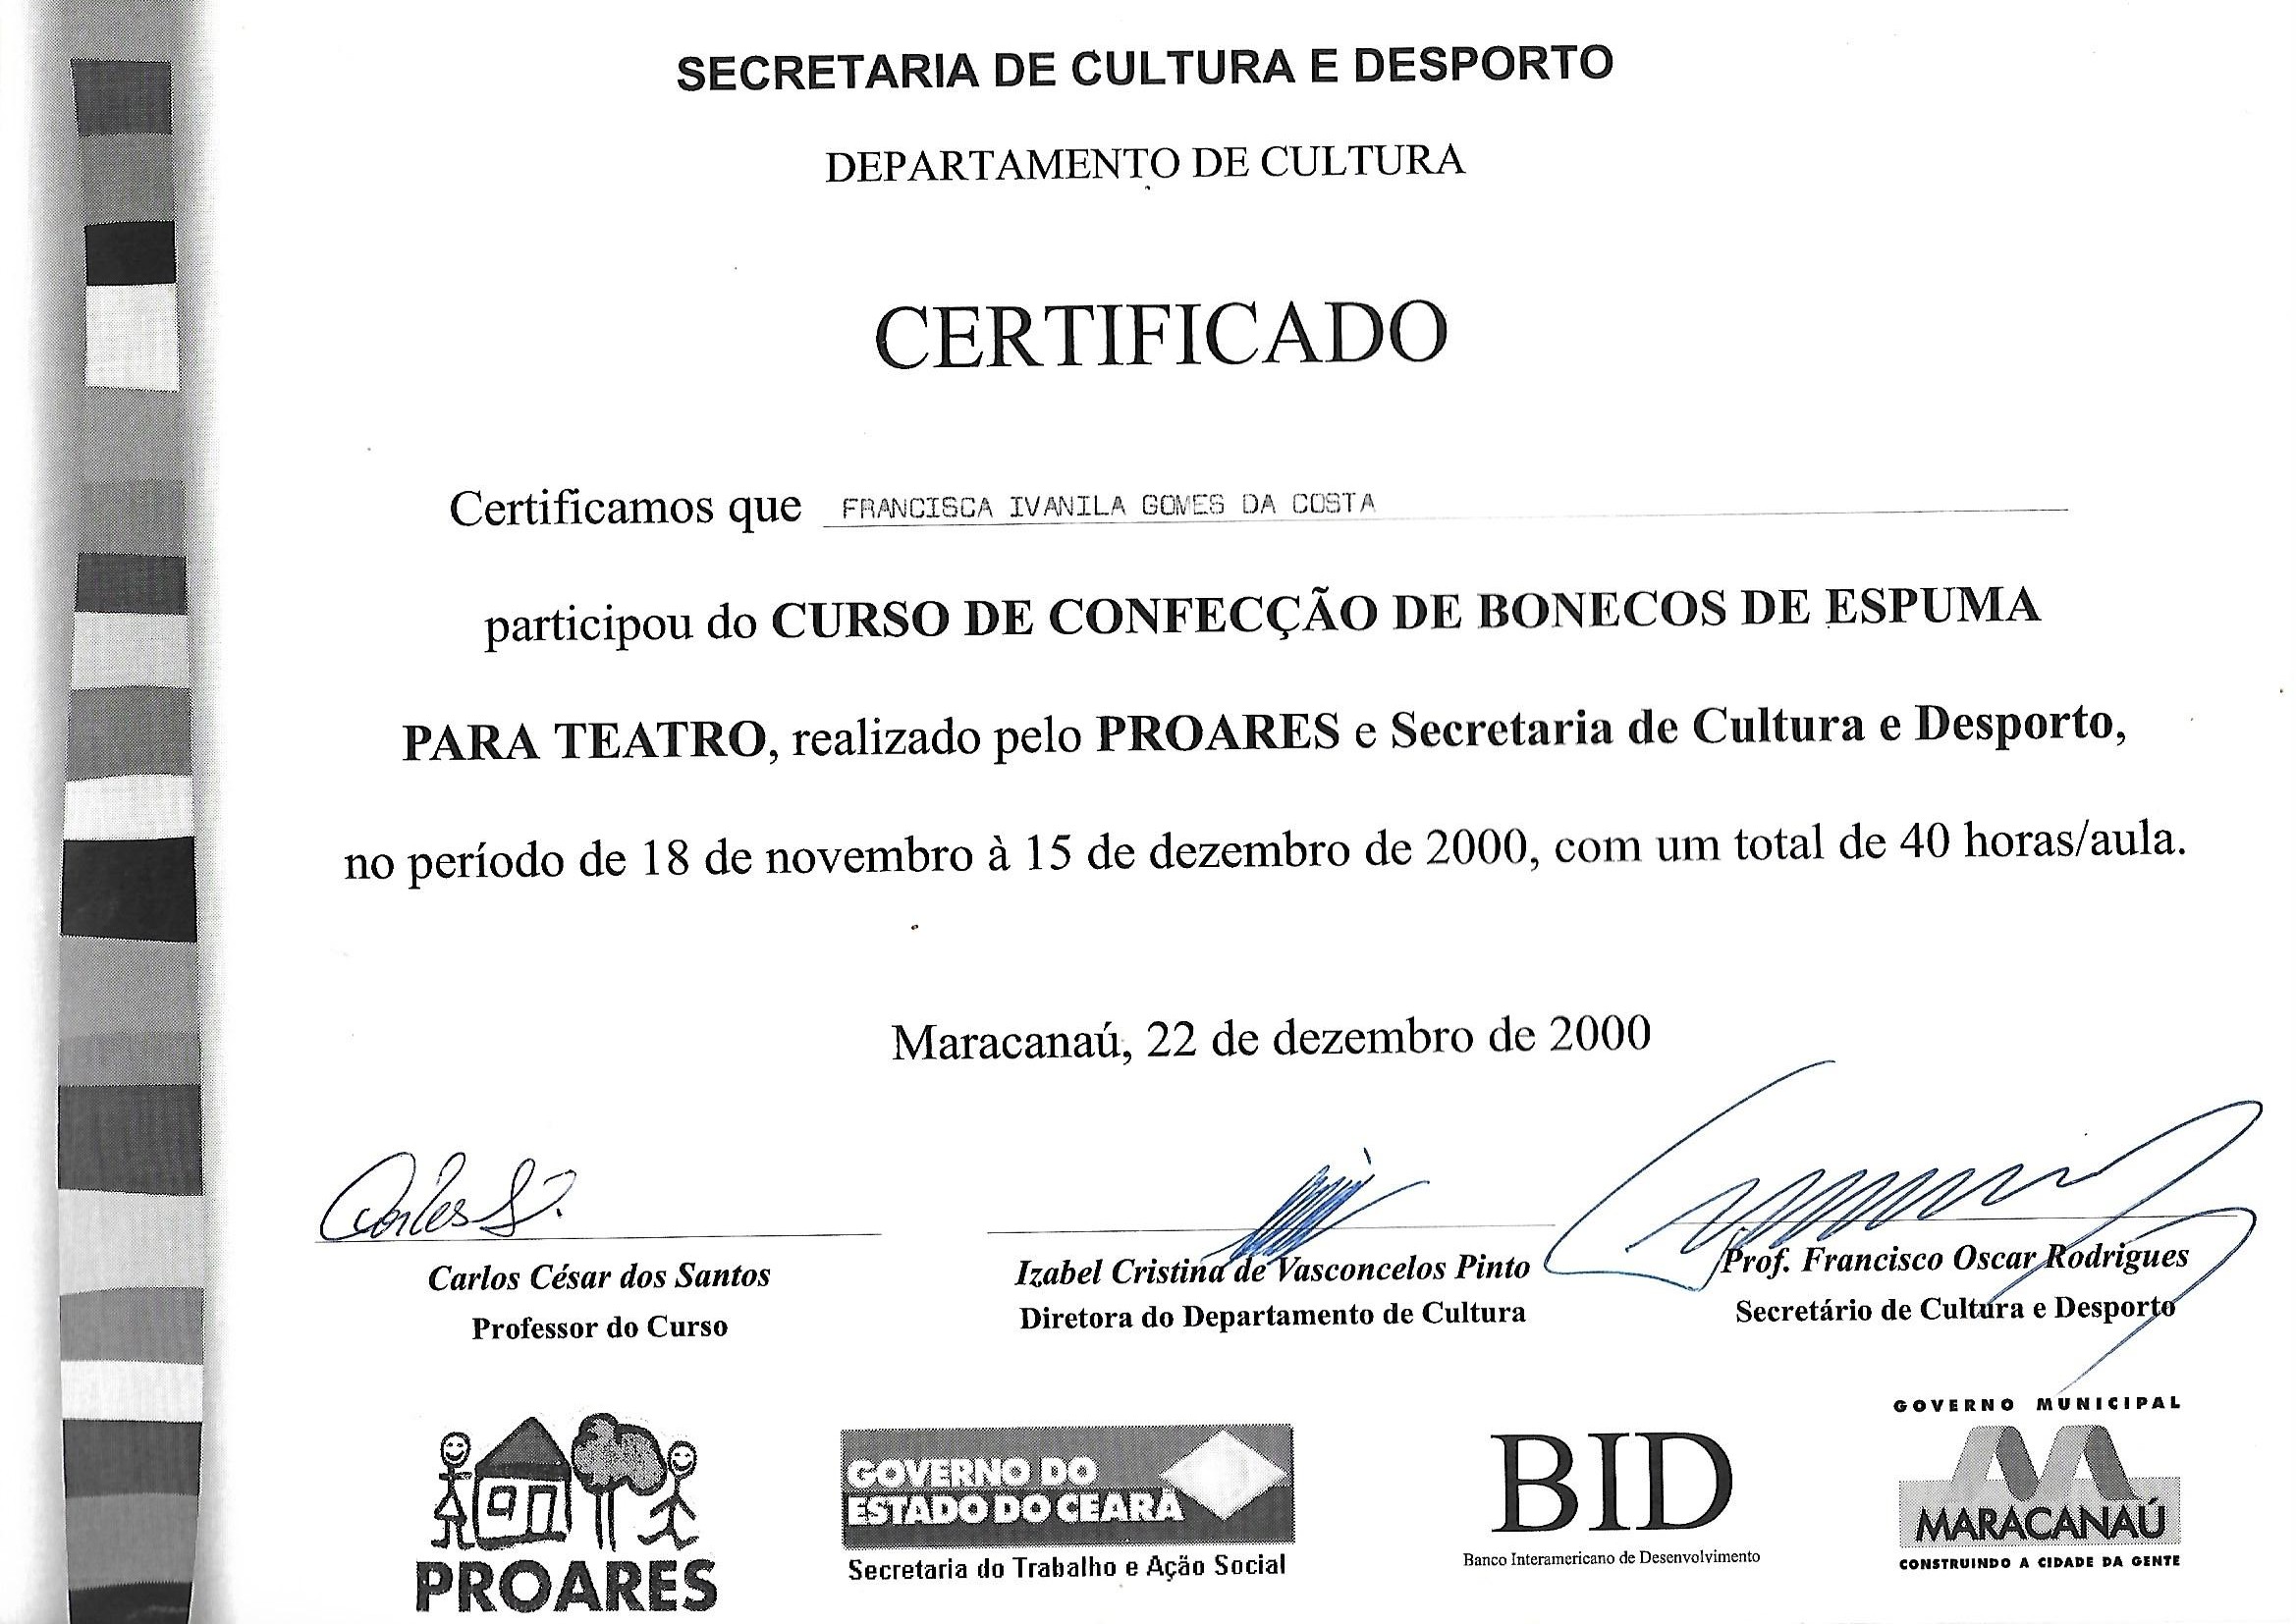 SECRETARIA DE CULTURA E DESPORTO
DEPARTAMENTO DE CULTURA
CERTIFICADO
Certificamos que FRANCISCA IVANILA GOMES DA COSTA
participou do CURSO DE CONFECÇÃO DE BONECOS DE ESPUMA
PARA TEATRO, realizado pelo PROARES e Secretaria de Cultura e Desporto,
no período de 18 de novembro à 15 de dezembro de 2000, com um total de 40 horas/aula.
Maracanaú, 22 de dezembro de 2000
Carlos
Carlos César dos Santos
Professor do Curso
Izabel Cristina de Vasconcelos Pinto
Diretora do Departamento de Cultura
Prof. Francisco Oscar Rodrigues
Secretário de Cultura e Desporto
PROARES
GOVERNO DO
ESTADO DO CEARÁ
Secretaria do Trabalho e Ação Social
BID
Banco Interamericano de Desenvolvimento
GOVERNO MUNICIPAL
MARACANAÚ
CONSTRUINDO A CIDADE DA GENTE